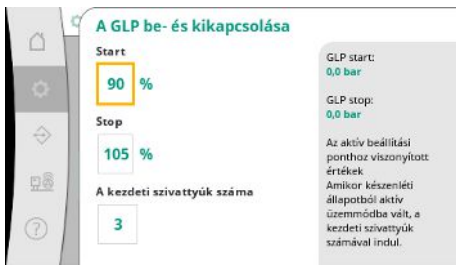 A GLP be- és kikapcsolása
Start
90 %
Stop
105 %
A kezdeti szivattyúk száma
3
GLP start:
0,0 bar
GLP stop:
0,0 bar
Az aktív beállítási
ponthoz viszonyított
értékek
Amikor készenléti
állapotból aktív
üzemmódba vált, a
kezdeti szivattyúk
számával indul.